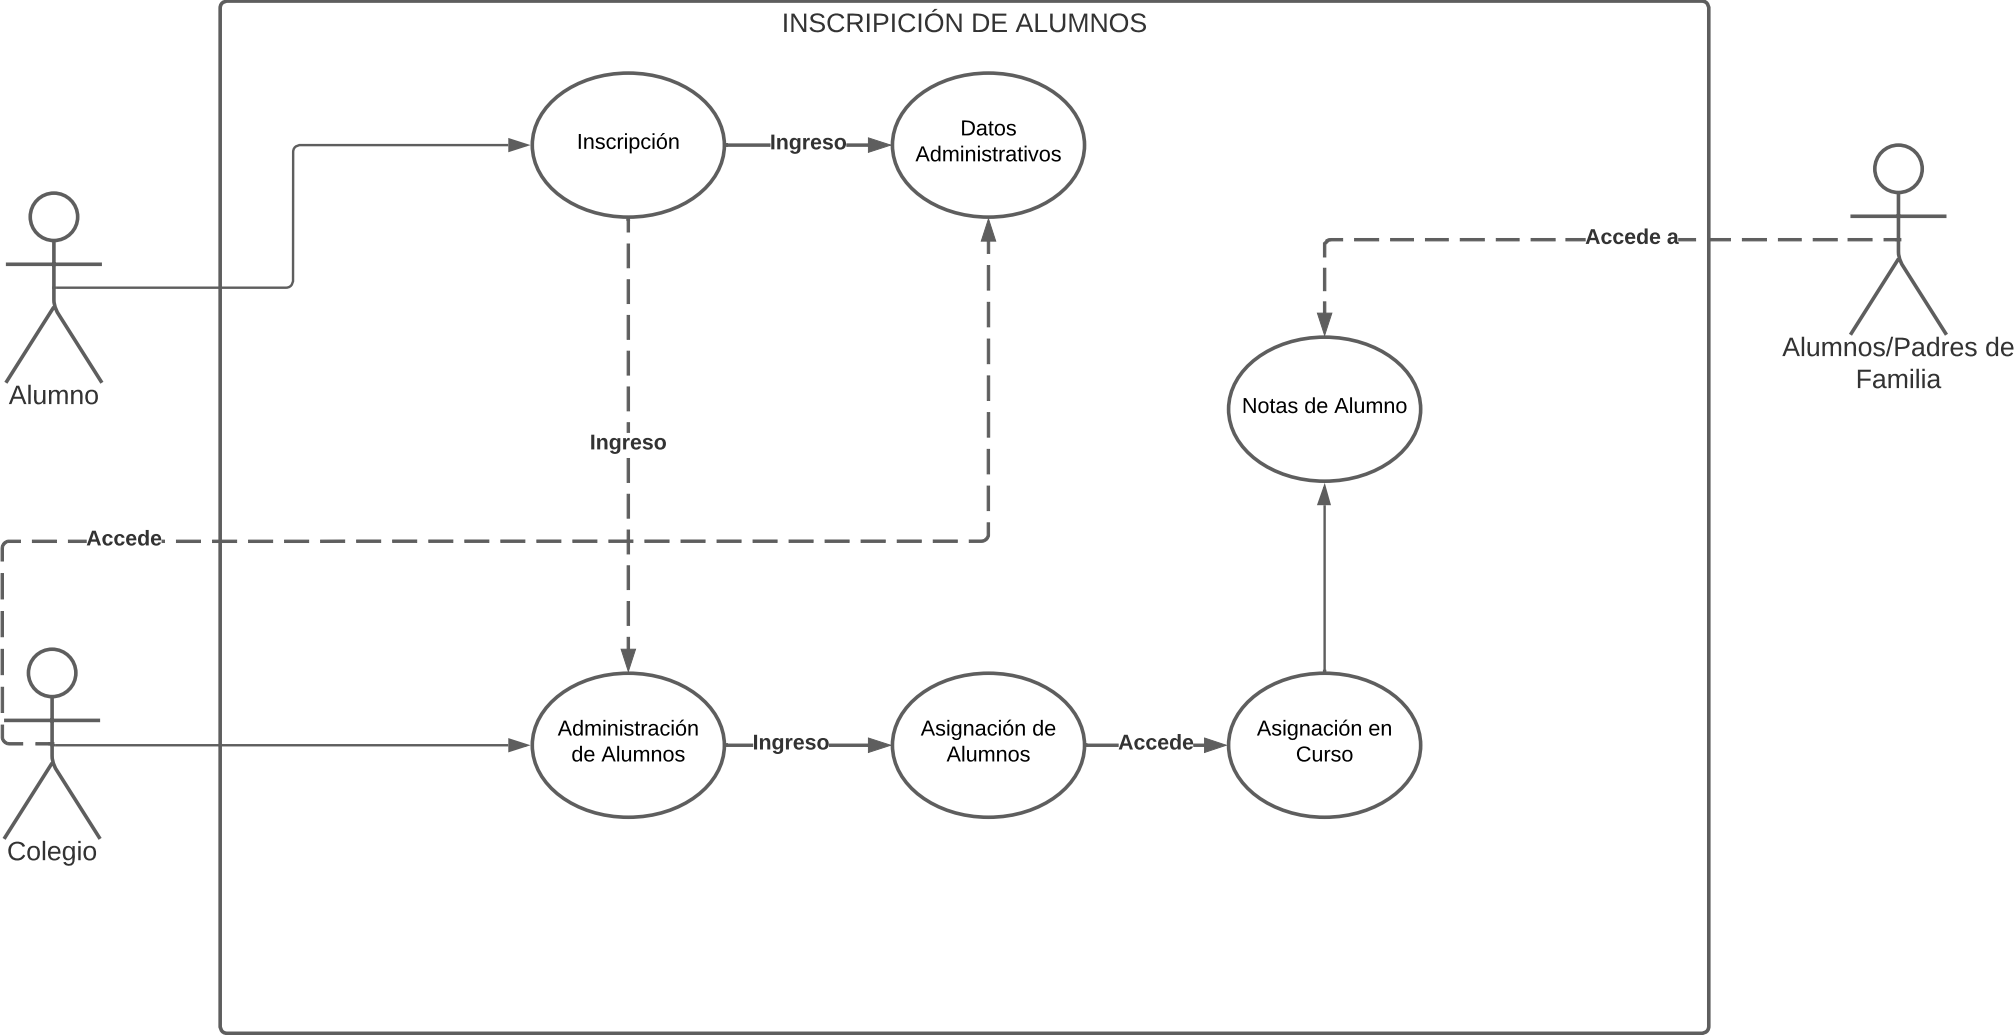 INSCRIPICIÓN DE ALUMNOS
Inscripción
Ingreso
Datos
Administrativos
Alumno
Accede a
Alumnos/Padres de
Familia
Notas de Alumno
Ingreso
Accede
Colegio
Administración
de Alumnos
Ingreso
Asignación de
Alumnos
Accede
Asignación en
Curso